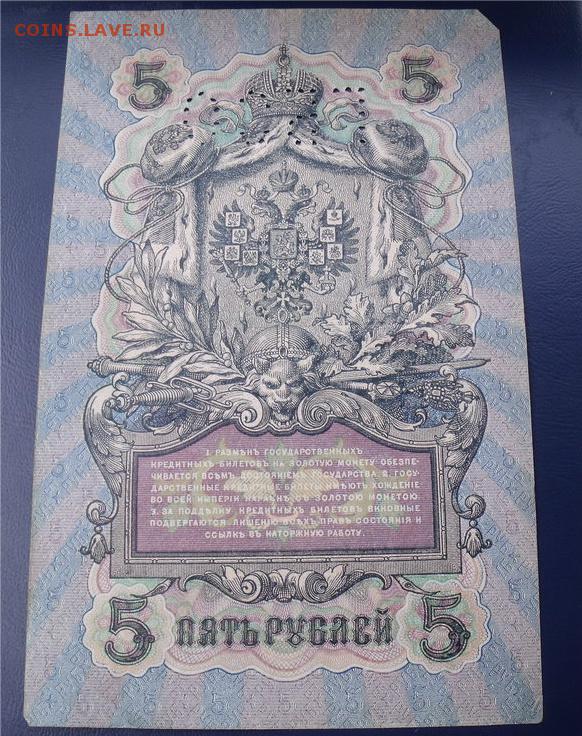 COINS.LAVE.RU
5 5
1. РАЗМѢНЪ ГОСУДАРСТВЕННЫХЪ
КРЕДИТНЫХЪ БИЛЕТОВЪ НА ЗОЛОТУЮ МОНЕТУ ОБЕЗПЕ-
ЧИВАЕТСЯ ВСѢМЪ ДОСТОЯНІЕМЪ ГОСУДАРСТВА. 2. ГОСУ-
ДАРСТВЕННЫЕ КРЕДИТНЫЕ БИЛЕТЫ ИМѢЮТЪ ХОЖДЕНІЕ
ВО ВСЕЙ ИМПЕРІИ НАРАВНѢ СЪ ЗОЛОТОЮ МОНЕТОЮ.
3. ЗА ПОДДѢЛКУ КРЕДИТНЫХЪ БИЛЕТОВЪ ВИНОВНЫЕ
ПОДВЕРГАЮТСЯ ЛИШЕНІЮ ВСѢХЪ ПРАВЪ СОСТОЯНІЯ И
ССЫЛКѢ ВЪ КАТОРЖНУЮ РАБОТУ.
5 ПЯТЬ РУБЛЕЙ 5